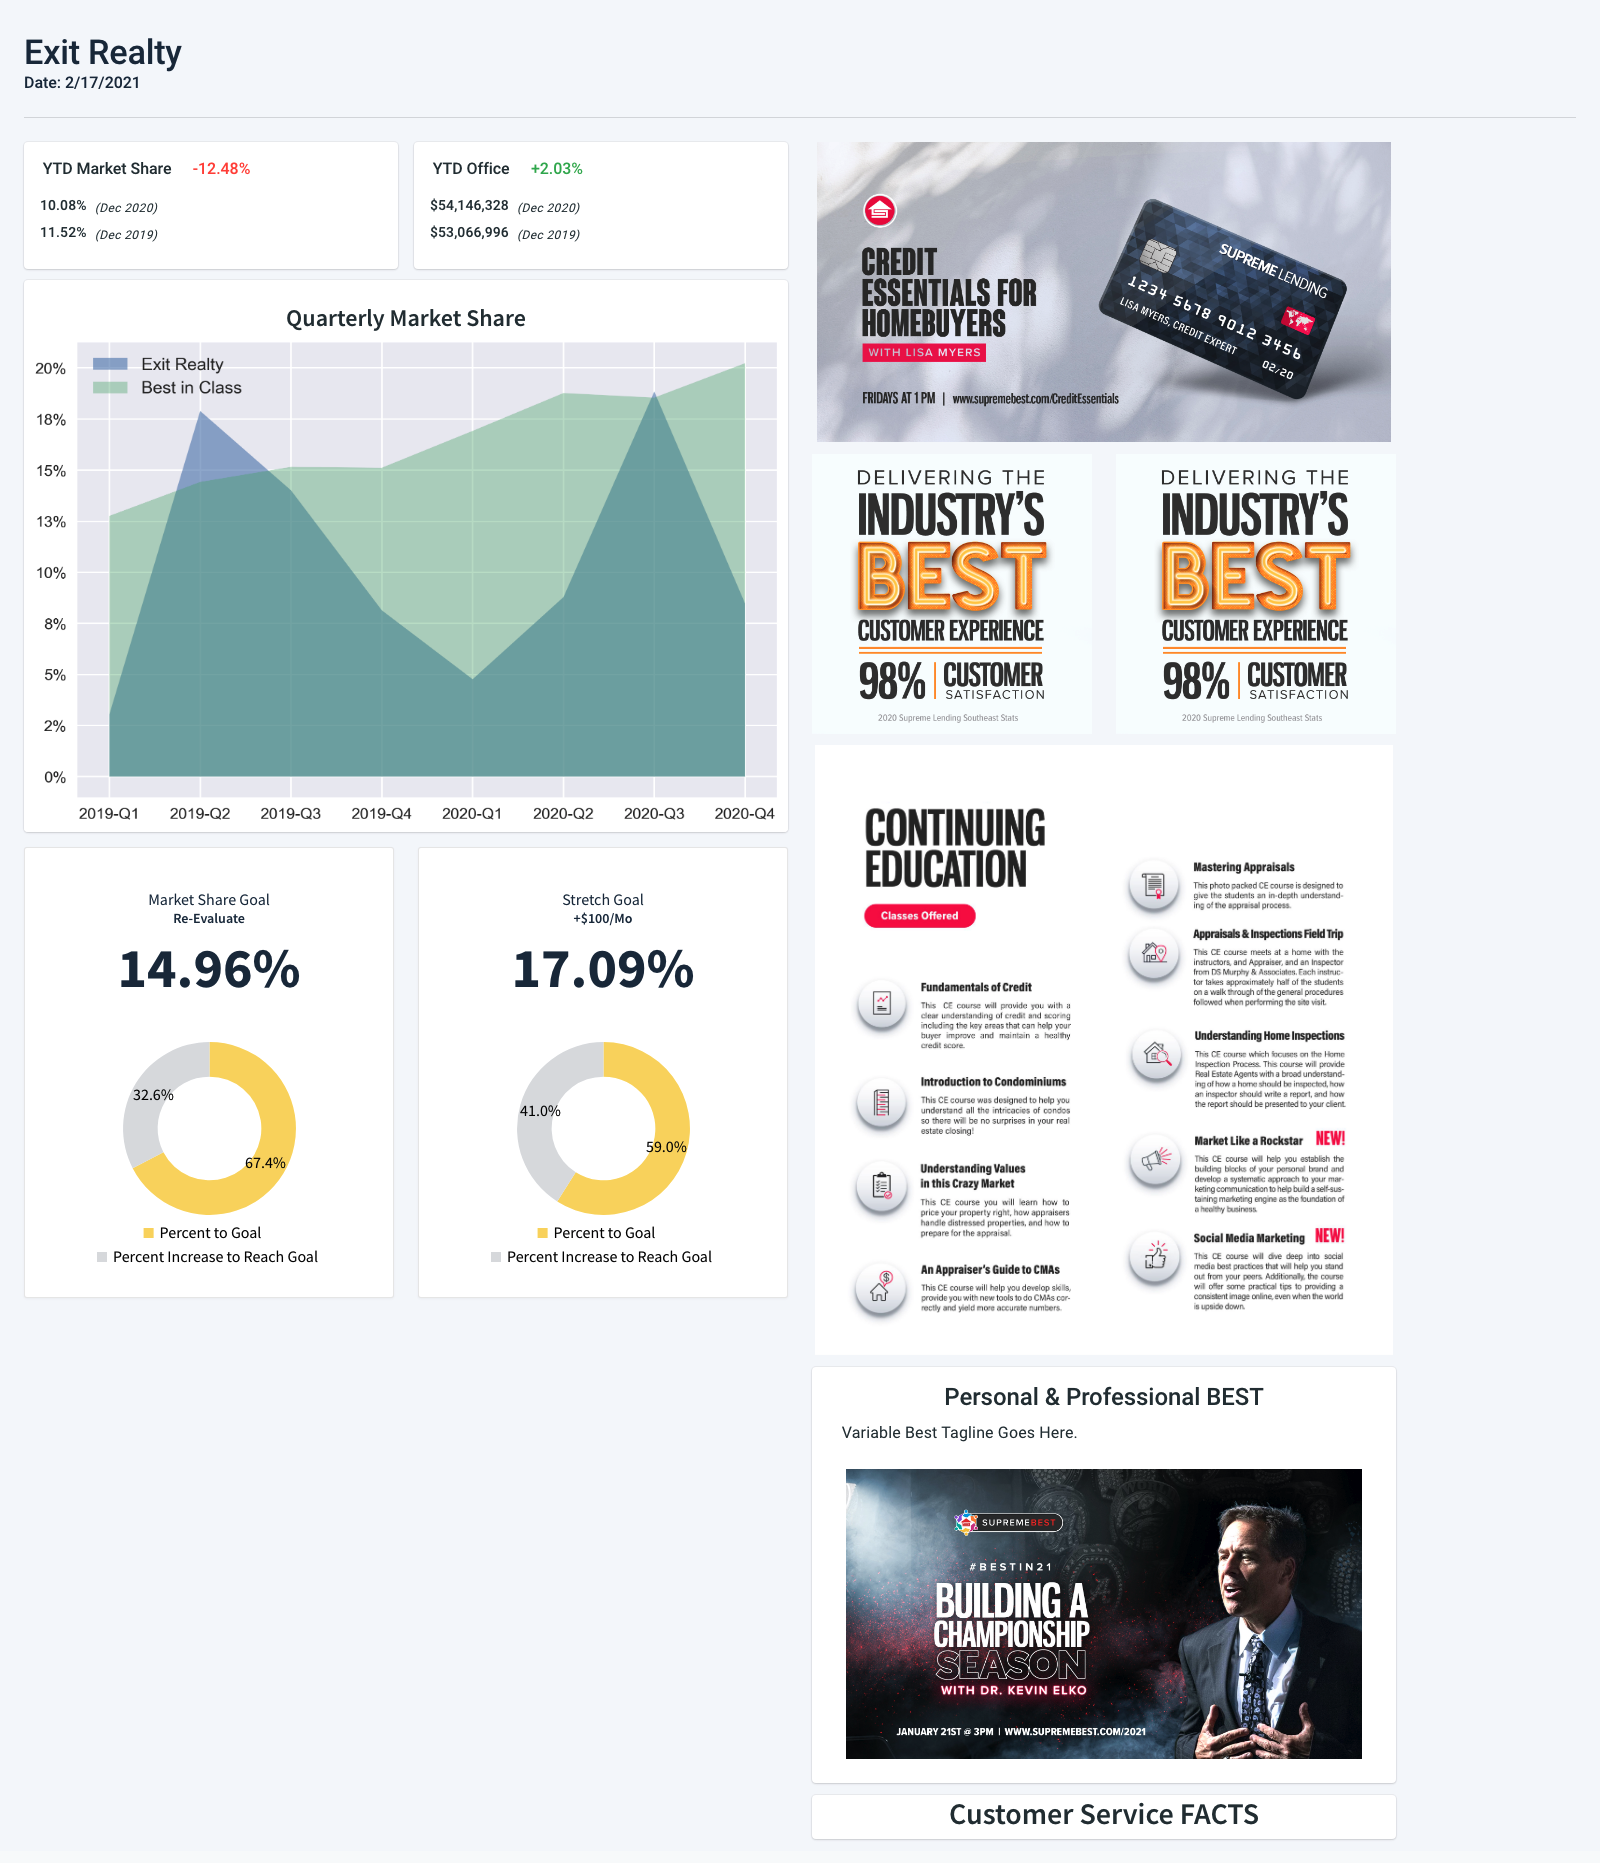 Exit Realty
Date: 2/17/2021
YTD Market Share -12.48%
10.08% (Dec 2020)
11.52% (Dec 2019)
YTD Office +2.03%
$54,146,328 (Dec 2020)
$53,066,996 (Dec 2019)
Quarterly Market Share
Exit Realty
Best in Class
20%
18%
15%
13%
10%
8%
5%
2%
0%
2019-Q1 2019-Q2 2019-Q3 2019-Q4 2020-Q1 2020-Q2 2020-Q3 2020-Q4
Market Share Goal
Re-Evaluate
14.96%
32.6%
67.4%
Percent to Goal
Percent Increase to Reach Goal
Stretch Goal
+$100/Mo
17.09%
41.0%
59.0%
Percent to Goal
Percent Increase to Reach Goal
CREDIT
ESSENTIALS FOR
HOMEBUYERS
WITH LISA MYERS
FRIDAYS AT 1 PM | www.supremebest.com/CreditEssentials
SUPREME LENDING
1234 5678 9012 3456
LISA MYERS, CREDIT EXPERT
02/20
DELIVERING THE
INDUSTRY'S
BEST
CUSTOMER EXPERIENCE
98% | CUSTOMER
SATISFACTION
2020 Supreme Lending Southeast Stats
DELIVERING THE
INDUSTRY'S
BEST
CUSTOMER EXPERIENCE
98% | CUSTOMER
SATISFACTION
2020 Supreme Lending Southeast Stats
CONTINUING
EDUCATION
Classes Offered
Fundamentals of Credit
This CE course will provide you with a
clear understanding of credit and scoring
including the key areas that can help your
buyer improve and maintain a healthy
credit score.
Introduction to Condominiums
This CE course was designed to help you
understand all the intricacies of condos
so there will be no surprises in your real
estate closing!
Understanding Values
in this Crazy Market
This CE course you will learn how to
price your property right, how appraisers
handle distressed properties, and how to
prepare for the appraisal.
An Appraiser's Guide to CMAs
This CE course will help you develop skills,
provide you with new tools to do CMAs cor-
rectly and yield more accurate numbers.
Mastering Appraisals
This photo packed CE course is designed to
give the students an in-depth understand-
ing of the appraisal process.
Appraisals & Inspections Field Trip
This CE course meets at a home with the
instructors, and Appraiser, and an Inspector
from DS Murphy & Associates. Each instruc-
tor takes approximately half of the students
on a walk through of the general procedures
followed when performing the site visit.
Understanding Home Inspections
This CE course which focuses on the Home
Inspection Process. This course will provide
Real Estate Agents with a broad understand-
ing of how a home should be inspected, how
an inspector should write a report, and how
the report should be presented to your client.
Market Like a Rockstar NEW!
This CE course will help you establish the
building blocks of your personal brand and
develop a systematic approach to your mar-
keting communication to help build a self-sus-
taining marketing engine as the foundation of
a healthy business.
Social Media Marketing NEW!
This CE course will dive deep into social
media best practices that will help you stand
out from your peers. Additionally, the course
will offer some practical tips to providing a
consistent image online, even when the world
is upside down.
Personal & Professional BEST
Variable Best Tagline Goes Here.
SUPREMEBEST
#BESTIN21
BUILDING A
CHAMPIONSHIP
SEASON
WITH DR. KEVIN ELKO
JANUARY 21ST @ 3PM | WWW.SUPREMEBEST.COM/2021
Customer Service FACTS